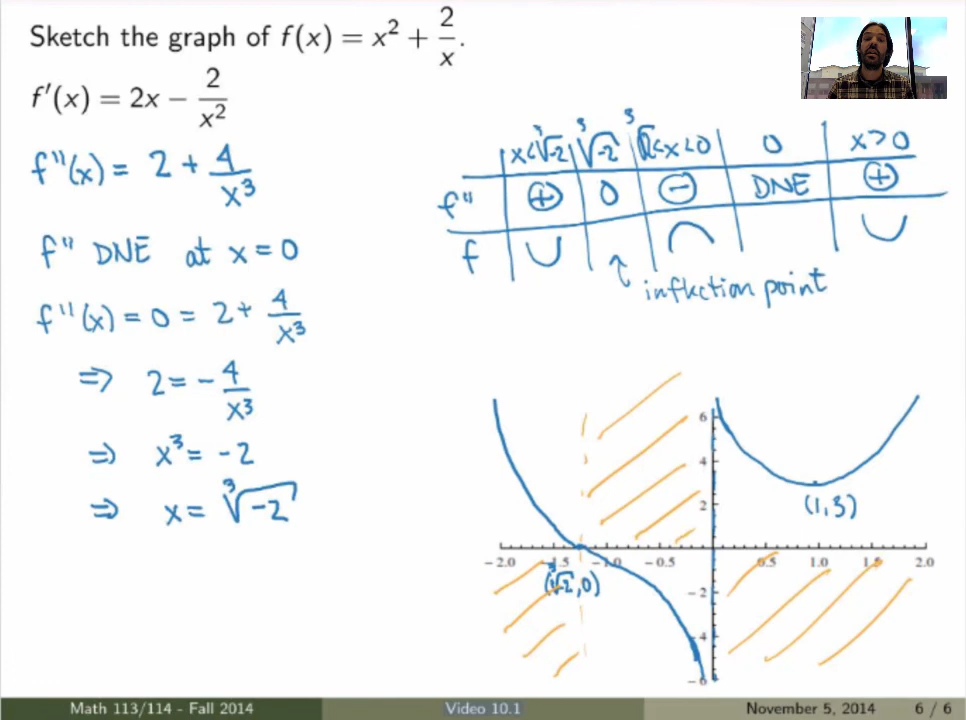 Sketch the graph of f(x) = x² + 2/x.
f′(x) = 2x − 2/x²
f"(x) = 2 + 4/x³
f" DNE at x = 0
f"(x) = 0 = 2 + 4/x³
⇒ 2 = − 4/x³
⇒ x³ = −2
⇒ x = ∛−2
x<∛-2 ∛-2 ∛-2<x<0 0 x>0
f" + 0 − DNE +
f ∪ ∩ ∪
inflection point
6
4
2
−2
−4
−6
−2.0 −1.5 −1.0 −0.5 0.5 1.0 1.5 2.0
(1,3)
(∛-2,0)
Math 113/114 - Fall 2014 Video 10.1 November 5, 2014 6 / 6